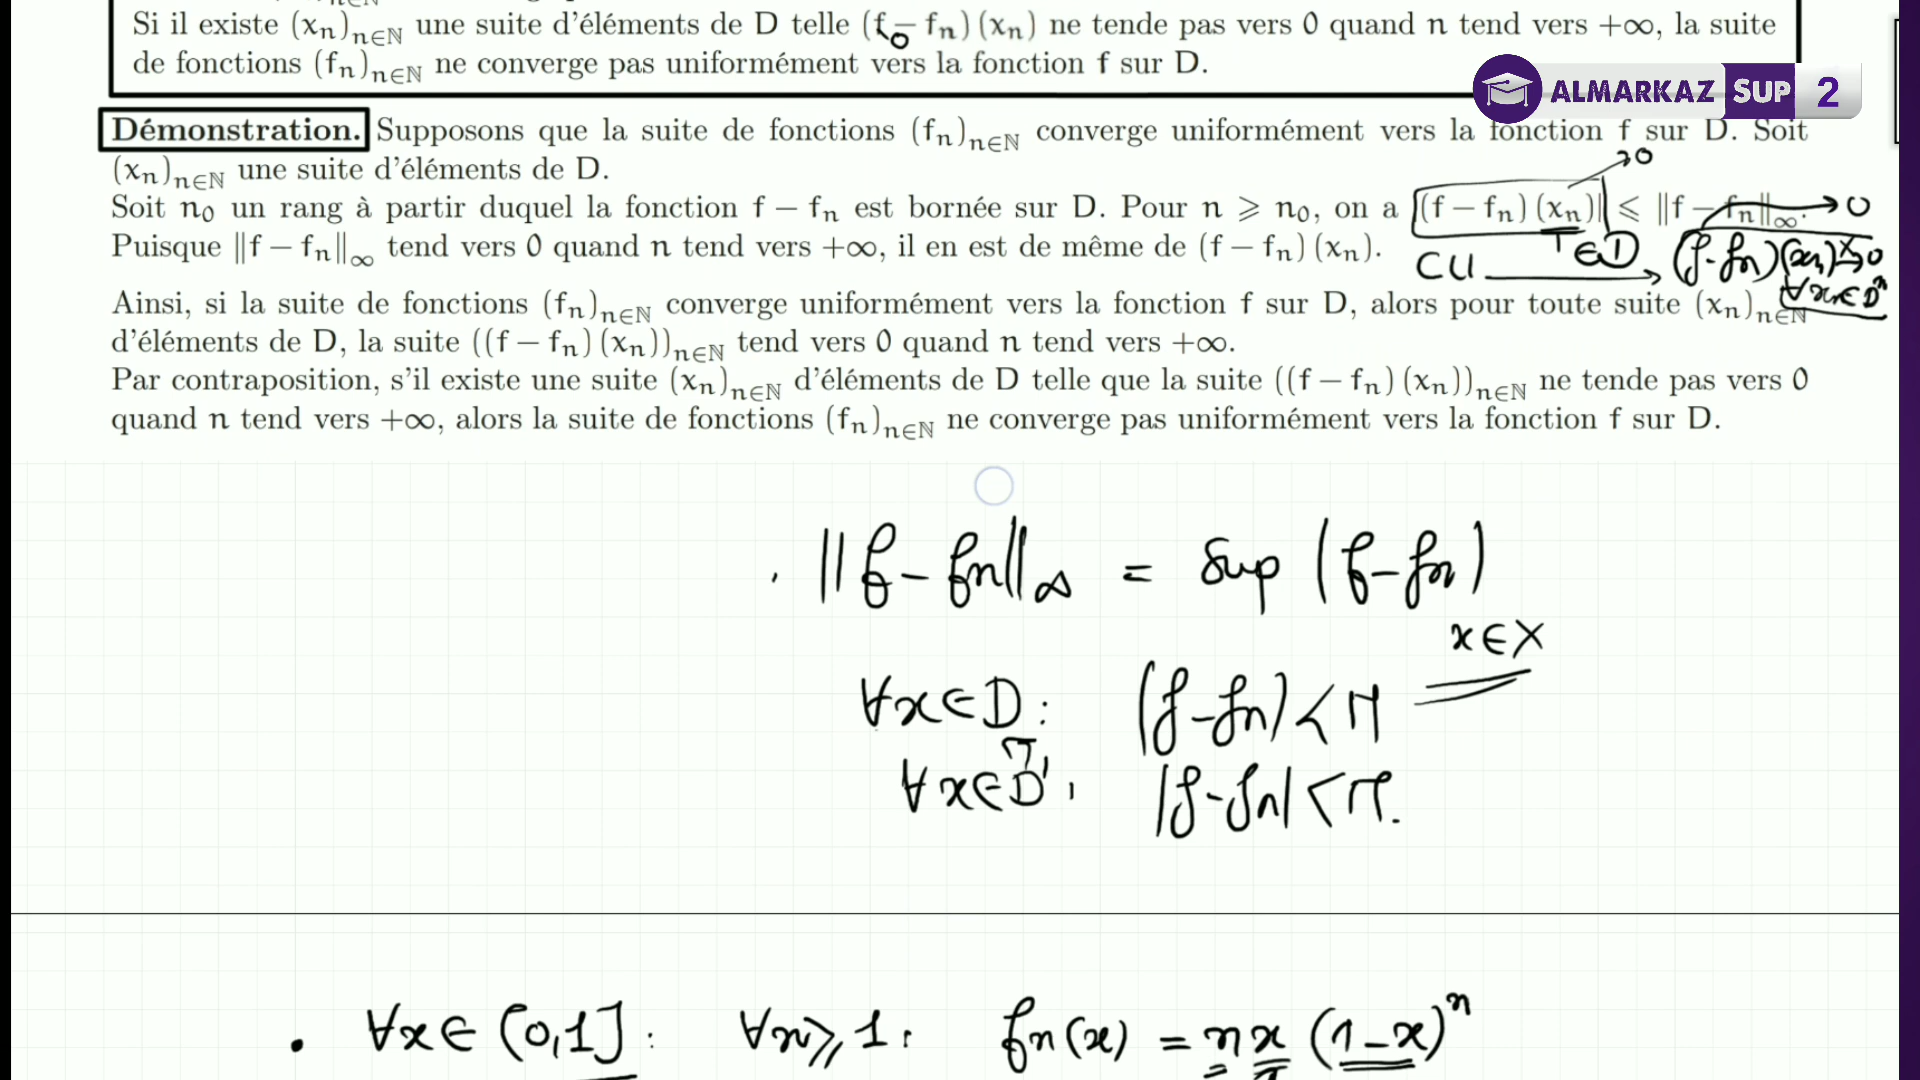 Si il existe (xₙ)ₙ∈ℕ une suite d'éléments de D telle (f − fₙ)(xₙ) ne tende pas vers 0 quand n tend vers +∞, la suite
de fonctions (fₙ)ₙ∈ℕ ne converge pas uniformément vers la fonction f sur D.
ALMARKAZ SUP 2
Démonstration. Supposons que la suite de fonctions (fₙ)ₙ∈ℕ converge uniformément vers la fonction f sur D. Soit
(xₙ)ₙ∈ℕ une suite d'éléments de D.
→0
Soit n₀ un rang à partir duquel la fonction f − fₙ est bornée sur D. Pour n ⩾ n₀, on a |(f − fₙ)(xₙ)| ⩽ ‖f − fₙ‖∞. → 0
Puisque ‖f − fₙ‖∞ tend vers 0 quand n tend vers +∞, il en est de même de (f − fₙ)(xₙ).
∈D
CU → (f-fn)(xn)→0
∀xn∈Dⁿ
Ainsi, si la suite de fonctions (fₙ)ₙ∈ℕ converge uniformément vers la fonction f sur D, alors pour toute suite (xₙ)ₙ∈ℕ
d'éléments de D, la suite ((f − fₙ)(xₙ))ₙ∈ℕ tend vers 0 quand n tend vers +∞.
Par contraposition, s'il existe une suite (xₙ)ₙ∈ℕ d'éléments de D telle que la suite ((f − fₙ)(xₙ))ₙ∈ℕ ne tende pas vers 0
quand n tend vers +∞, alors la suite de fonctions (fₙ)ₙ∈ℕ ne converge pas uniformément vers la fonction f sur D.
. ‖f - fn‖∞ = sup |f-fn|
x∈X
∀x∈D : |f-fn| < M
∀x∈D' : |f-fn| < M.
• ∀x∈[0,1] : ∀n⩾1 : fn(x) = nx(1-x)ⁿ